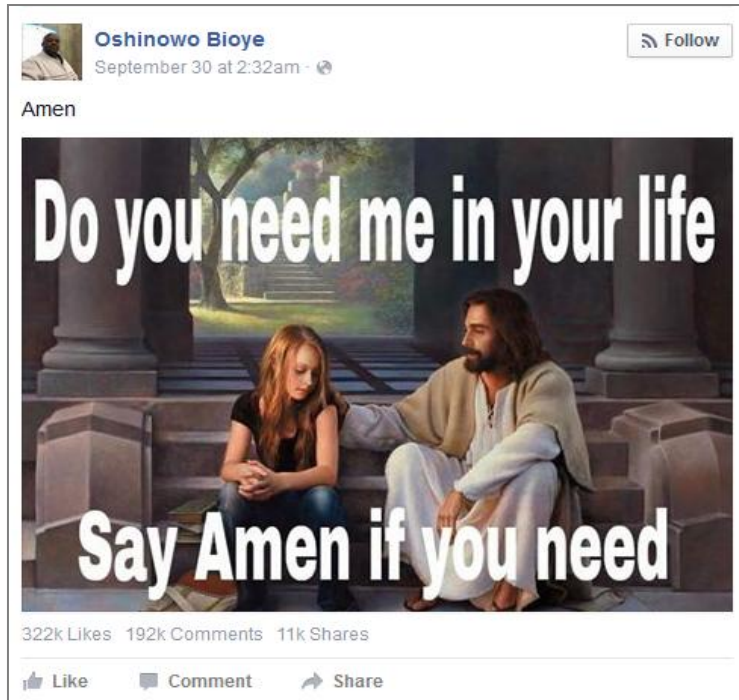 Oshinowo Bioye
Follow
September 30 at 2:32am ·
Amen
Do you need me in your life
Say Amen if you need
322k Likes 192k Comments 11k Shares
Like Comment Share